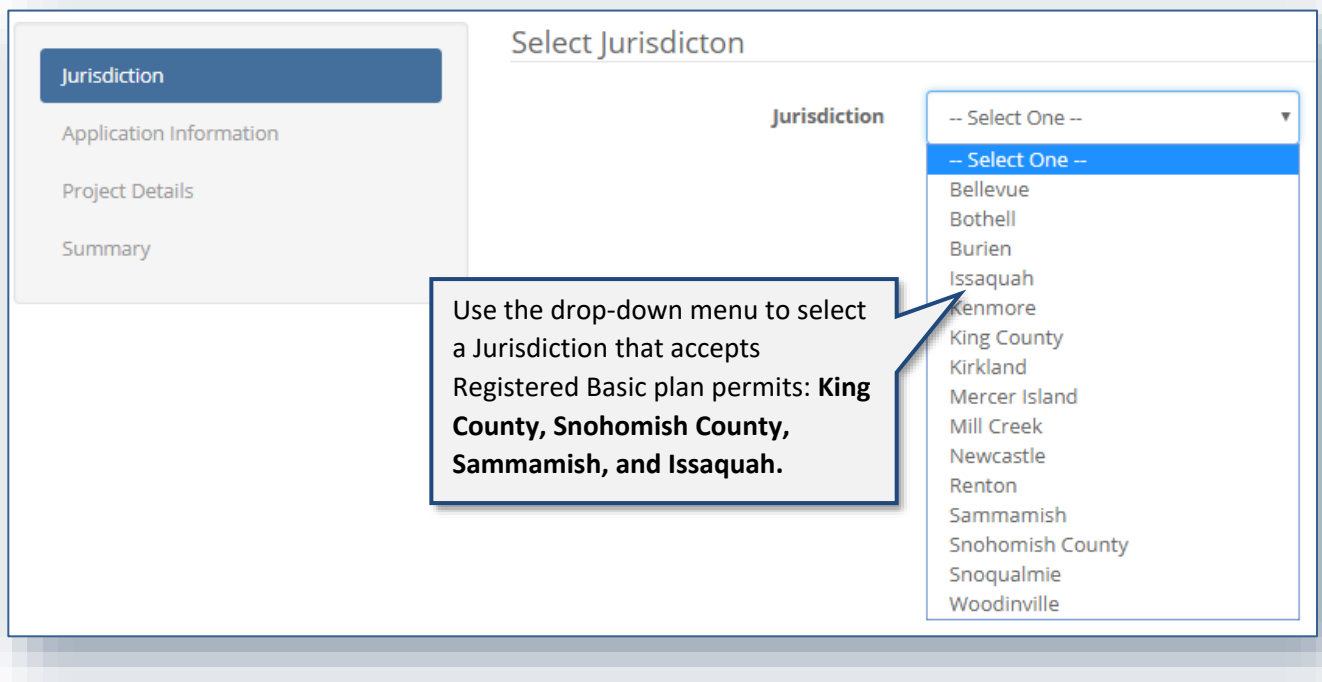 Jurisdiction
Application Information
Project Details
Summary
Select Jurisdicton
Jurisdiction
-- Select One --
-- Select One --
Bellevue
Bothell
Burien
Issaquah
Kenmore
King County
Kirkland
Mercer Island
Mill Creek
Newcastle
Renton
Sammamish
Snohomish County
Snoqualmie
Woodinville
Use the drop-down menu to select
a Jurisdiction that accepts
Registered Basic plan permits: King
County, Snohomish County,
Sammamish, and Issaquah.